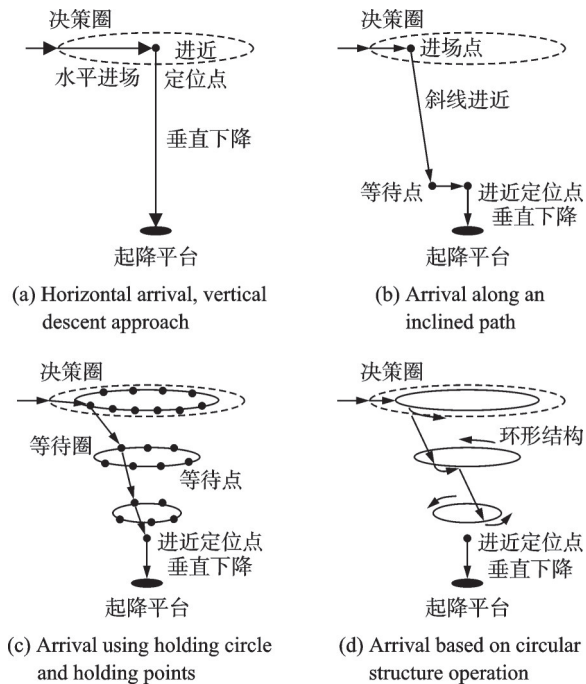 决策圈
进近
水平进场
定位点
垂直下降
起降平台
(a) Horizontal arrival, vertical
descent approach
决策圈
进场点
斜线进近
等待点
进近定位点
垂直下降
起降平台
(b) Arrival along an
inclined path
决策圈
等待圈
等待点
进近定位点
垂直下降
起降平台
(c) Arrival using holding circle
and holding points
决策圈
环形结构
进近定位点
垂直下降
起降平台
(d) Arrival based on circular
structure operation